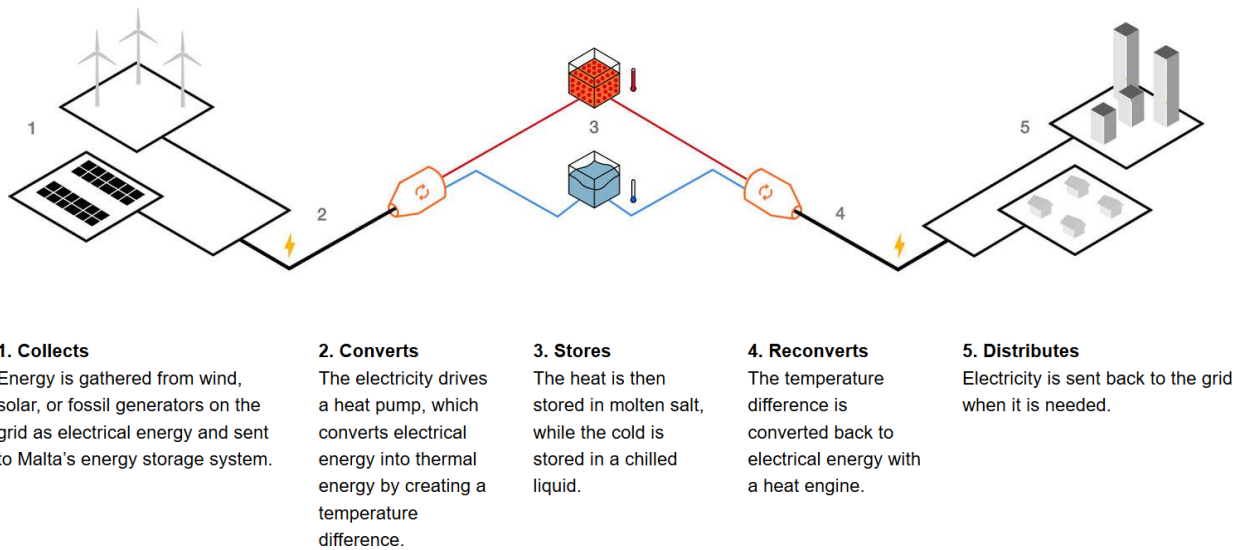 1
2
3
4
5
1. Collects
Energy is gathered from wind,
solar, or fossil generators on the
grid as electrical energy and sent
to Malta's energy storage system.
2. Converts
The electricity drives
a heat pump, which
converts electrical
energy into thermal
energy by creating a
temperature
difference.
3. Stores
The heat is then
stored in molten salt,
while the cold is
stored in a chilled
liquid.
4. Reconverts
The temperature
difference is
converted back to
electrical energy with
a heat engine.
5. Distributes
Electricity is sent back to the grid
when it is needed.